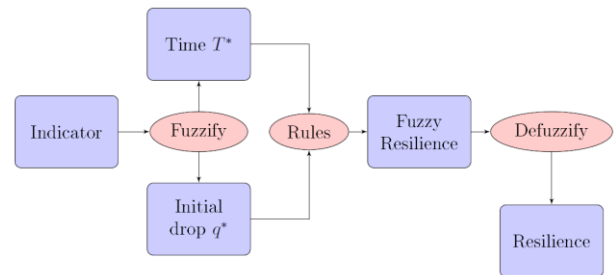 Time T*
Indicator
Fuzzify
Rules
Fuzzy
Resilience
Defuzzify
Initial
drop q*
Resilience